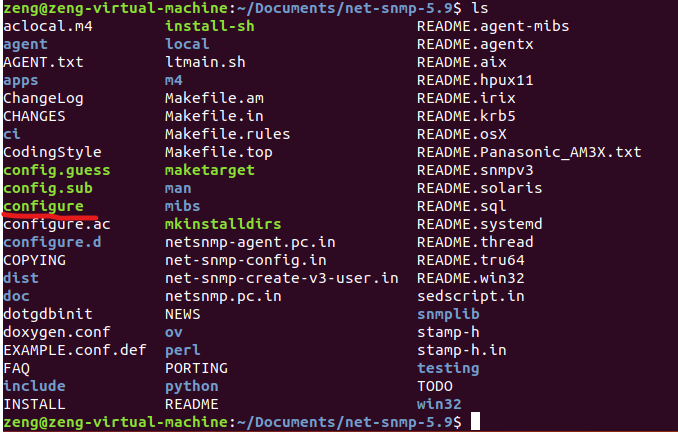 zeng@zeng-virtual-machine:~/Documents/net-snmp-5.9$ ls
aclocal.m4 install-sh README.agent-mibs
agent local README.agentx
AGENT.txt ltmain.sh README.aix
apps m4 README.hpux11
ChangeLog Makefile.am README.irix
CHANGES Makefile.in README.krb5
ci Makefile.rules README.osX
CodingStyle Makefile.top README.Panasonic_AM3X.txt
config.guess maketarget README.snmpv3
config.sub man README.solaris
configure mibs README.sql
configure.ac mkinstalldirs README.systemd
configure.d netsnmp-agent.pc.in README.thread
COPYING net-snmp-config.in README.tru64
dist net-snmp-create-v3-user.in README.win32
doc netsnmp.pc.in sedscript.in
dotgdbinit NEWS snmplib
doxygen.conf ov stamp-h
EXAMPLE.conf.def perl stamp-h.in
FAQ PORTING testing
include python TODO
INSTALL README win32
zeng@zeng-virtual-machine:~/Documents/net-snmp-5.9$